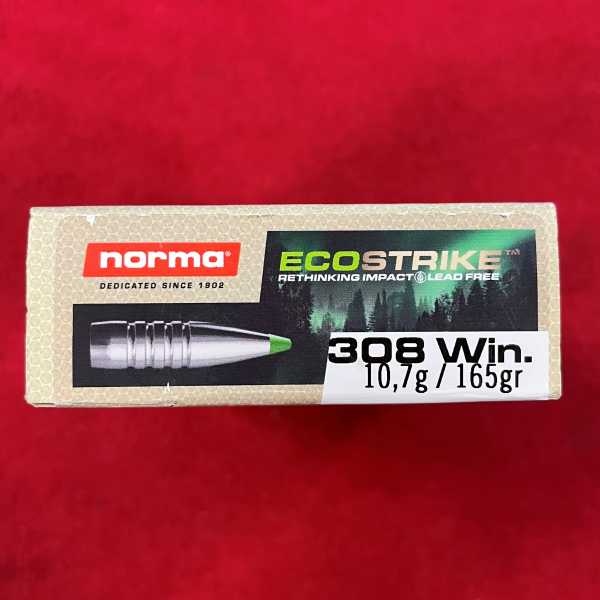 norma®
DEDICATED SINCE 1902
ECOSTRIKE™
RETHINKING IMPACT LEAD FREE
308 Win.
10,7g / 165gr